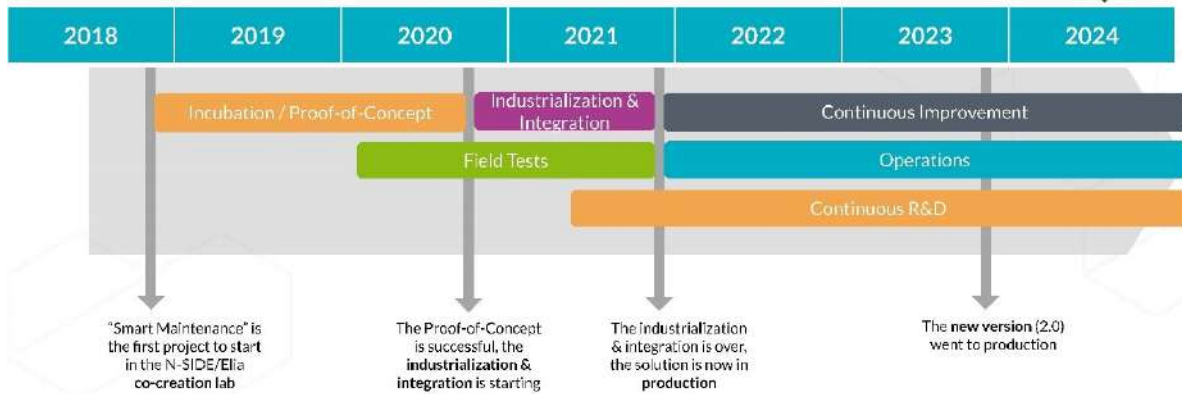 2018 2019 2020 2021 2022 2023 2024
Incubation / Proof-of-Concept
Industrialization &
Integration
Continuous Improvement
Field Tests
Operations
Continuous R&D
"Smart Maintenance" is
the first project to start
in the N-SIDE/Elia
co-creation lab
The Proof-of-Concept
is successful, the
industrialization &
integration is starting
The industrialization
& integration is over,
the solution is now in
production
The new version (2.0)
went to production